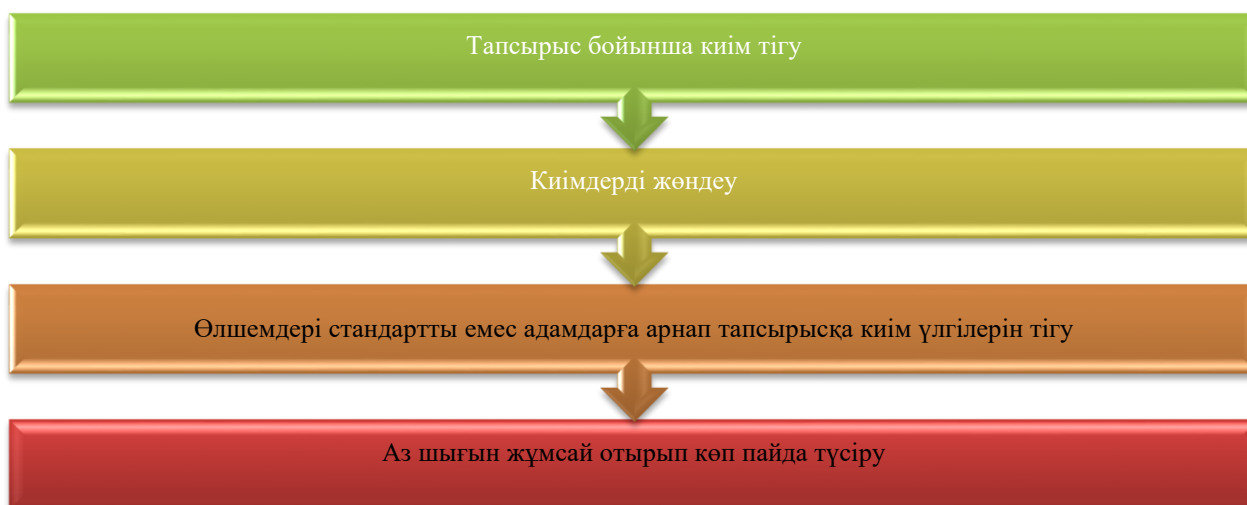 Тапсырыс бойынша киім тігу
Киімдерді жөндеу
Өлшемдері стандартты емес адамдарға арнап тапсырысқа киім үлгілерін тігу
Аз шығын жұмсай отырып көп пайда түсіру